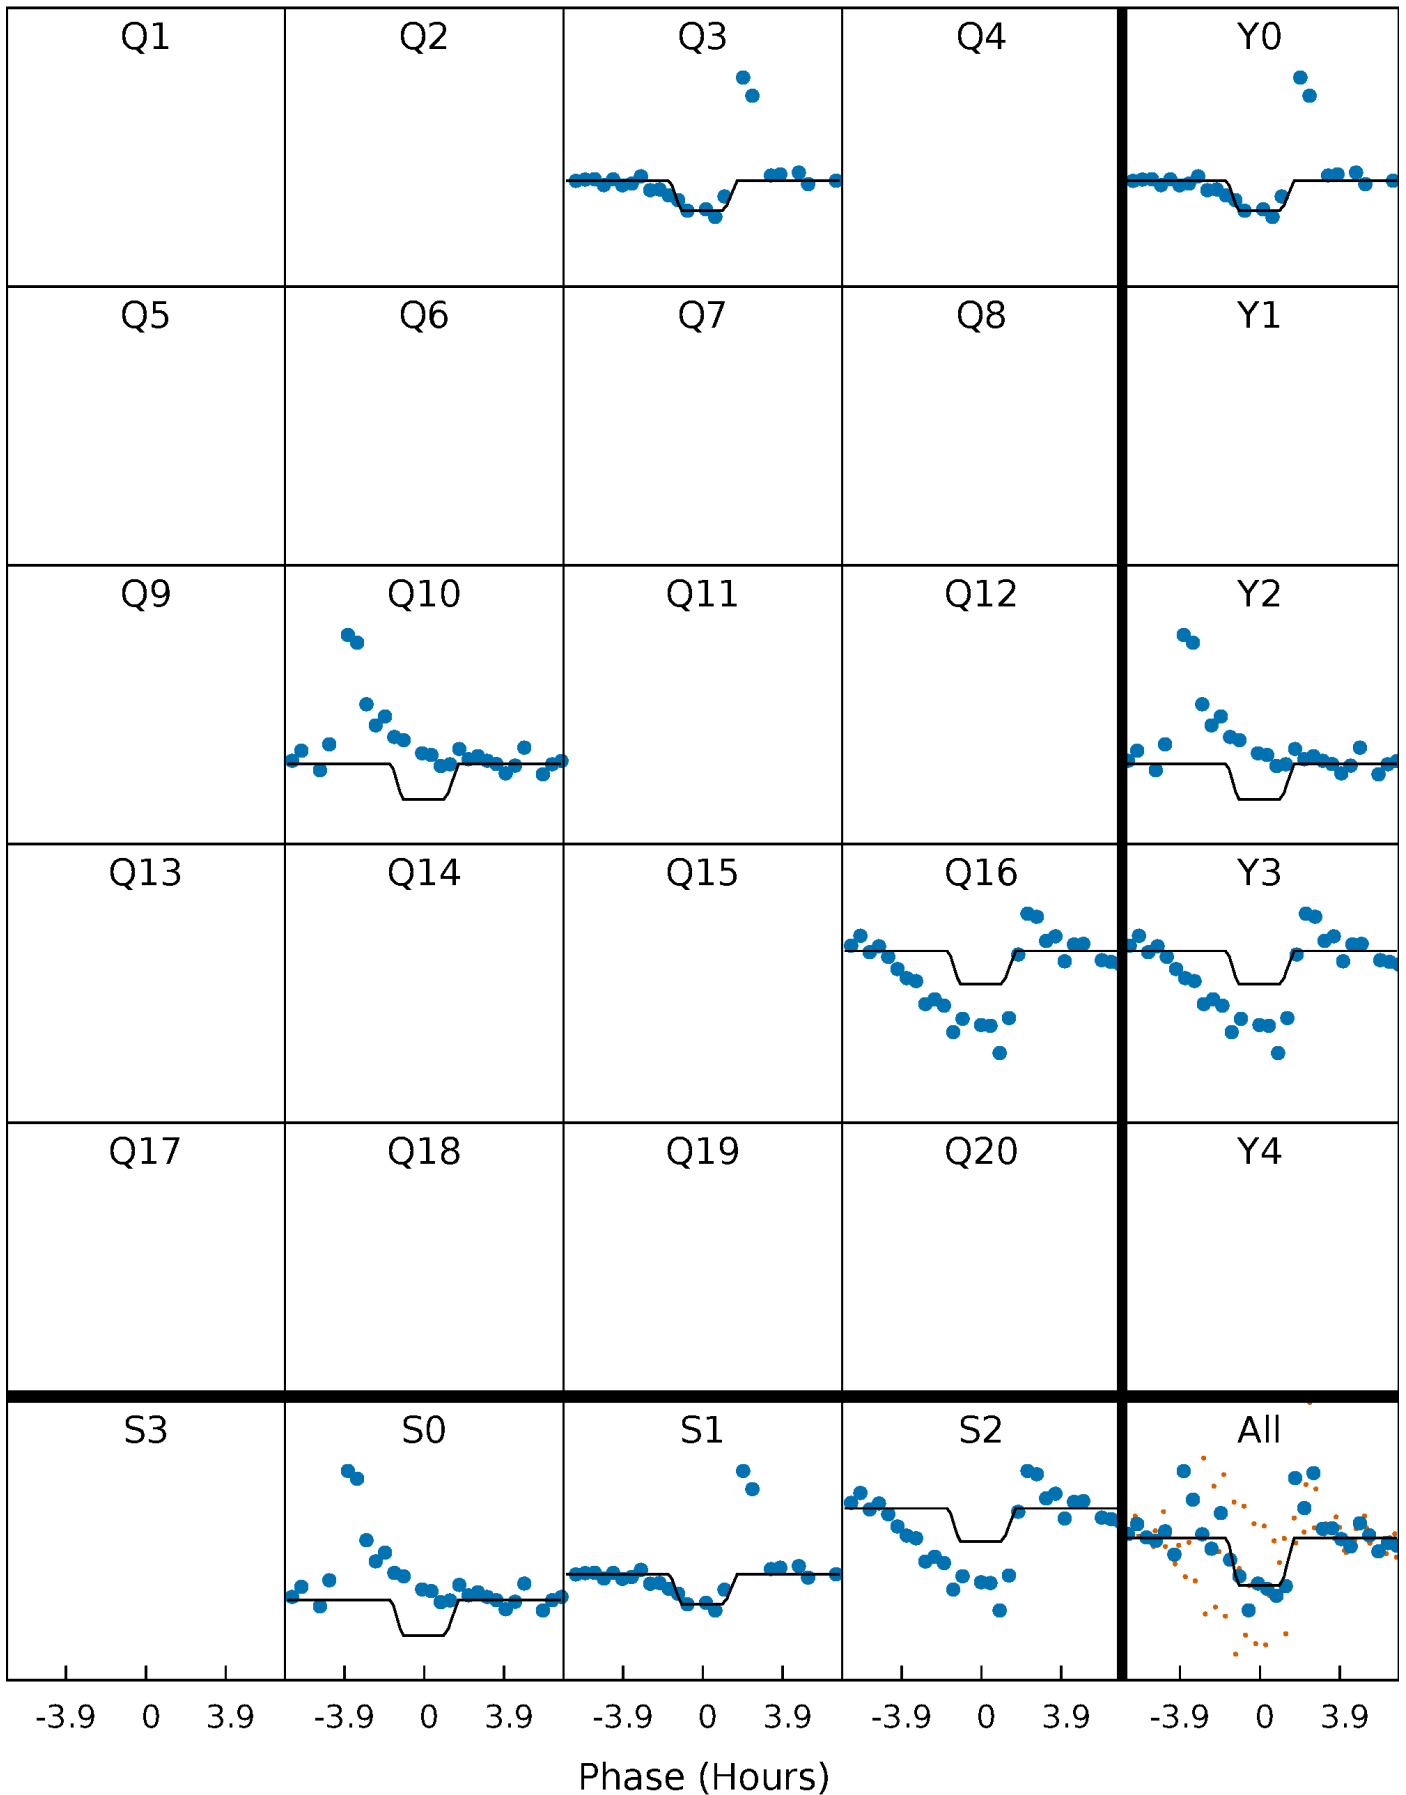 Q1 Q2 Q3 Q4 Y0
Q5 Q6 Q7 Q8 Y1
Q9 Q10 Q11 Q12 Y2
Q13 Q14 Q15 Q16 Y3
Q17 Q18 Q19 Q20 Y4
S3 S0 S1 S2 All
-3.9 0 3.9 -3.9 0 3.9 -3.9 0 3.9 -3.9 0 3.9 -3.9 0 3.9
Phase (Hours)